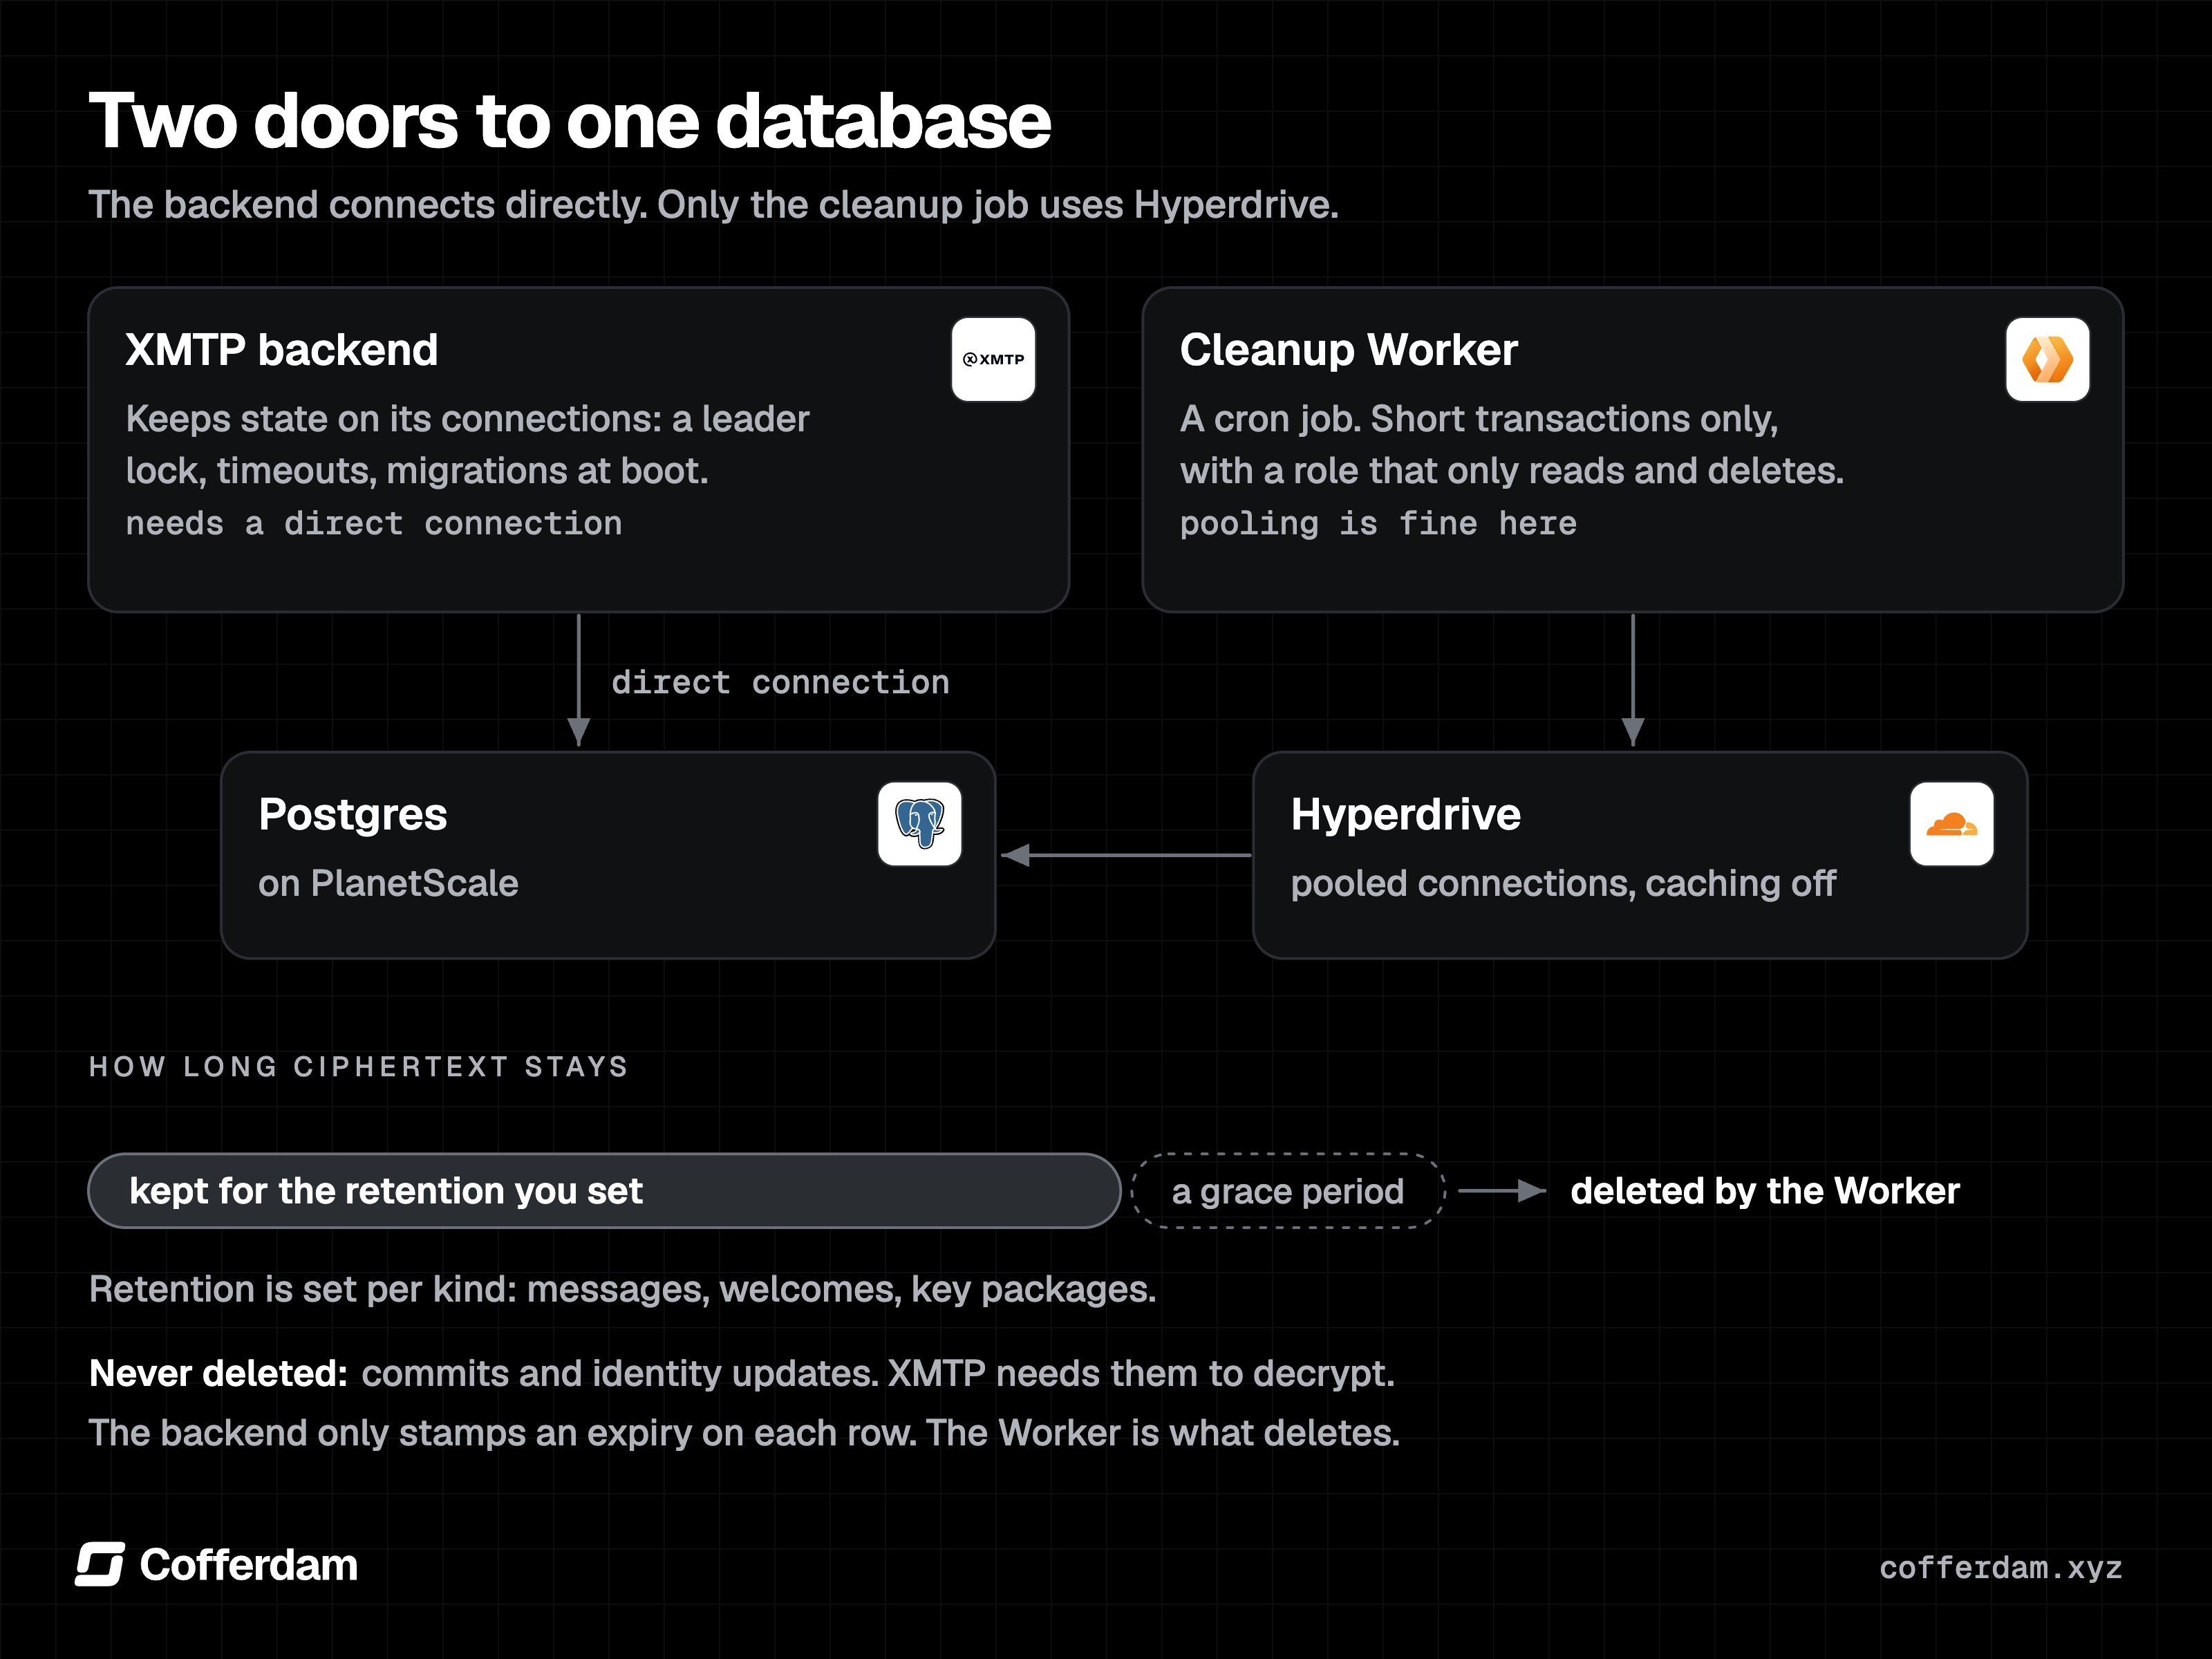 Two doors to one database
The backend connects directly. Only the cleanup job uses Hyperdrive.
XMTP backend
XMTP
Keeps state on its connections: a leader
lock, timeouts, migrations at boot.
needs a direct connection
Cleanup Worker
A cron job. Short transactions only,
with a role that only reads and deletes.
pooling is fine here
direct connection
Postgres
on PlanetScale
Hyperdrive
pooled connections, caching off
HOW LONG CIPHERTEXT STAYS
kept for the retention you set
a grace period
deleted by the Worker
Retention is set per kind: messages, welcomes, key packages.
Never deleted: commits and identity updates. XMTP needs them to decrypt.
The backend only stamps an expiry on each row. The Worker is what deletes.
Cofferdam
cofferdam.xyz